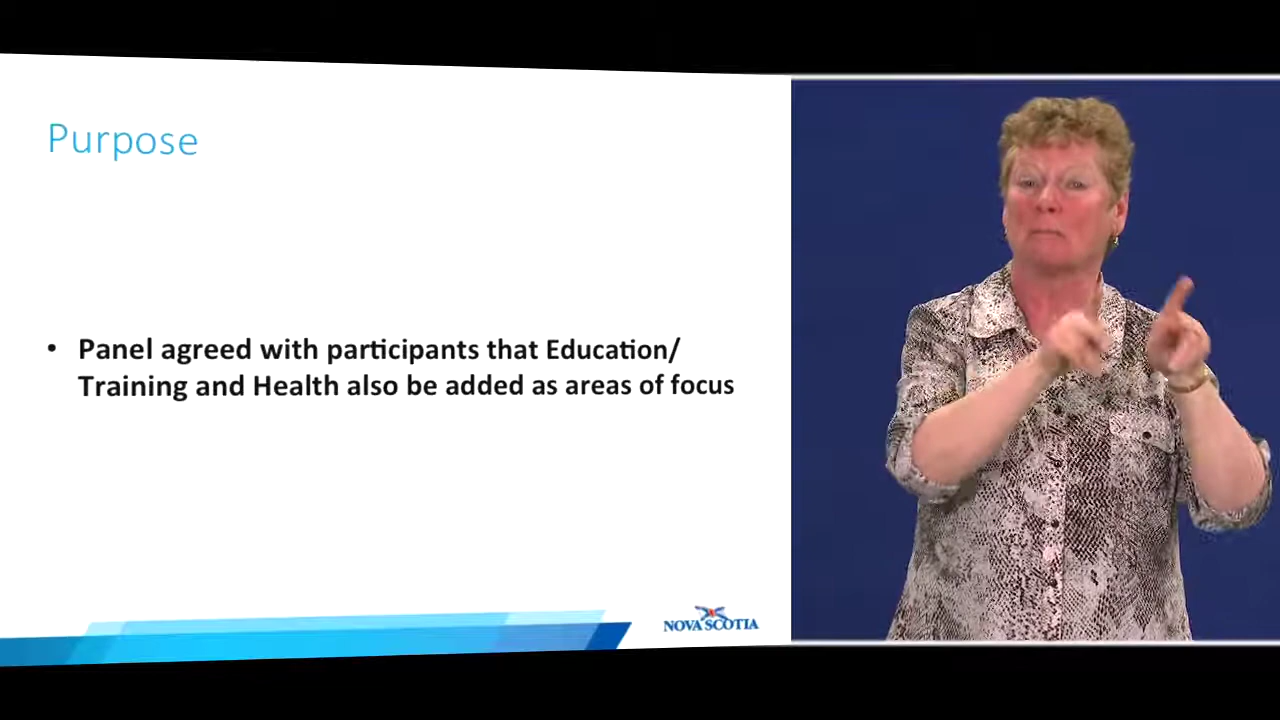 Purpose
• Panel agreed with participants that Education/
Training and Health also be added as areas of focus
NOVA SCOTIA